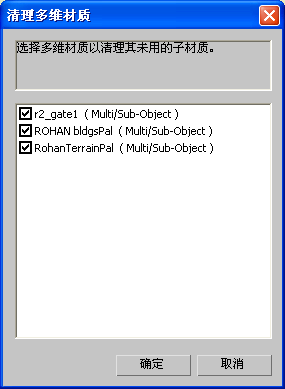 清理多维材质
选择多维材质以清理其未用的子材质。
r2_gate1 ( Multi/Sub-Object )
ROHAN bldgsPal ( Multi/Sub-Object )
RohanTerrainPal ( Multi/Sub-Object )
确定 取消